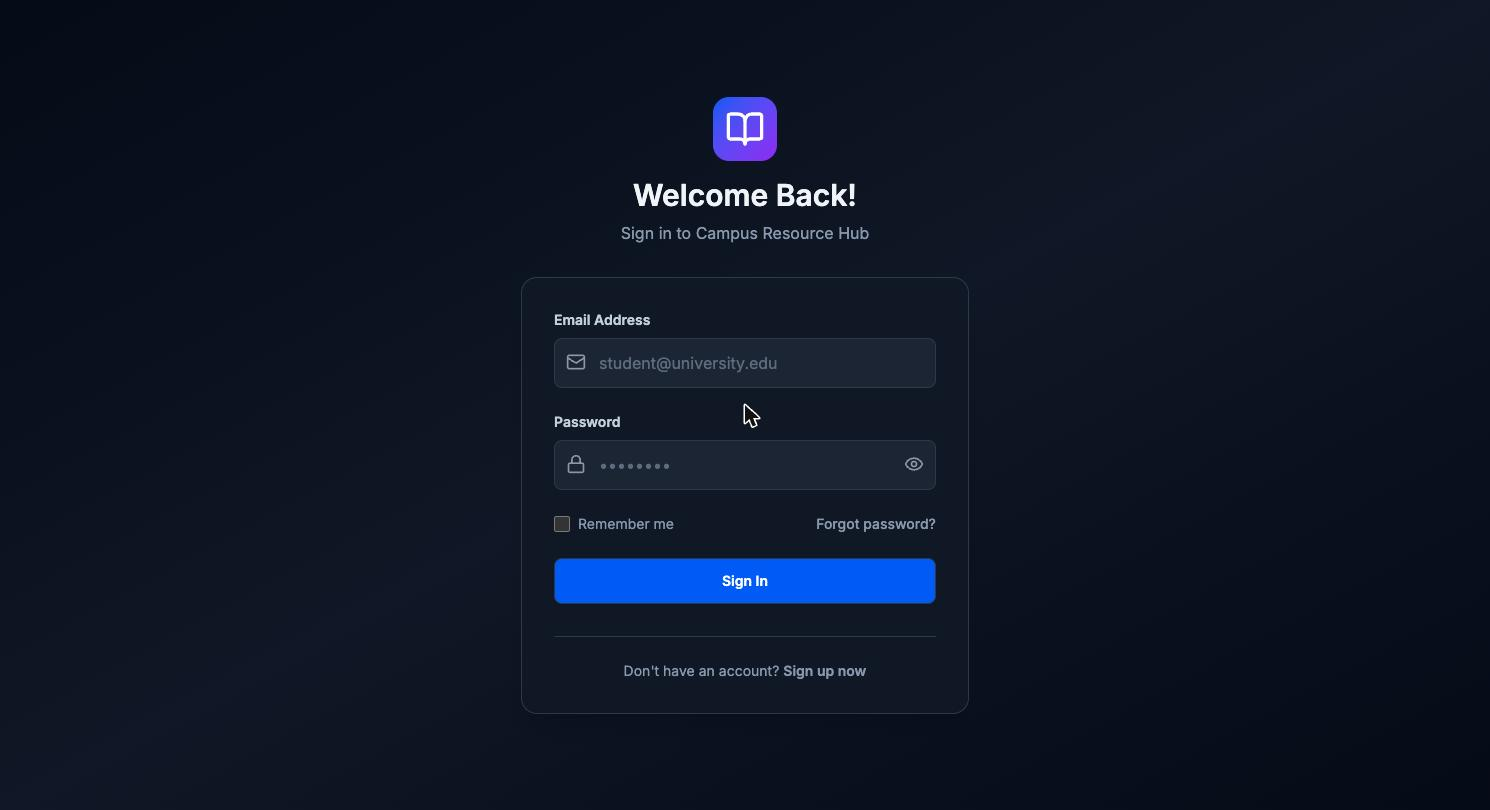 Welcome Back!
Sign in to Campus Resource Hub
Email Address
student@university.edu
Password
••••••••
Remember me
Forgot password?
Sign In
Don't have an account? Sign up now